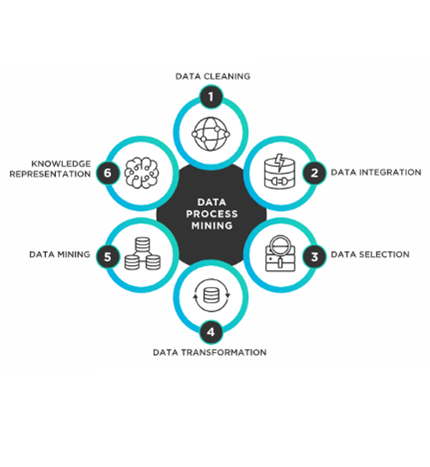 DATA CLEANING
1
KNOWLEDGE
REPRESENTATION
6
2
DATA INTEGRATION
DATA
PROCESS
MINING
DATA MINING
5
3
DATA SELECTION
4
DATA TRANSFORMATION